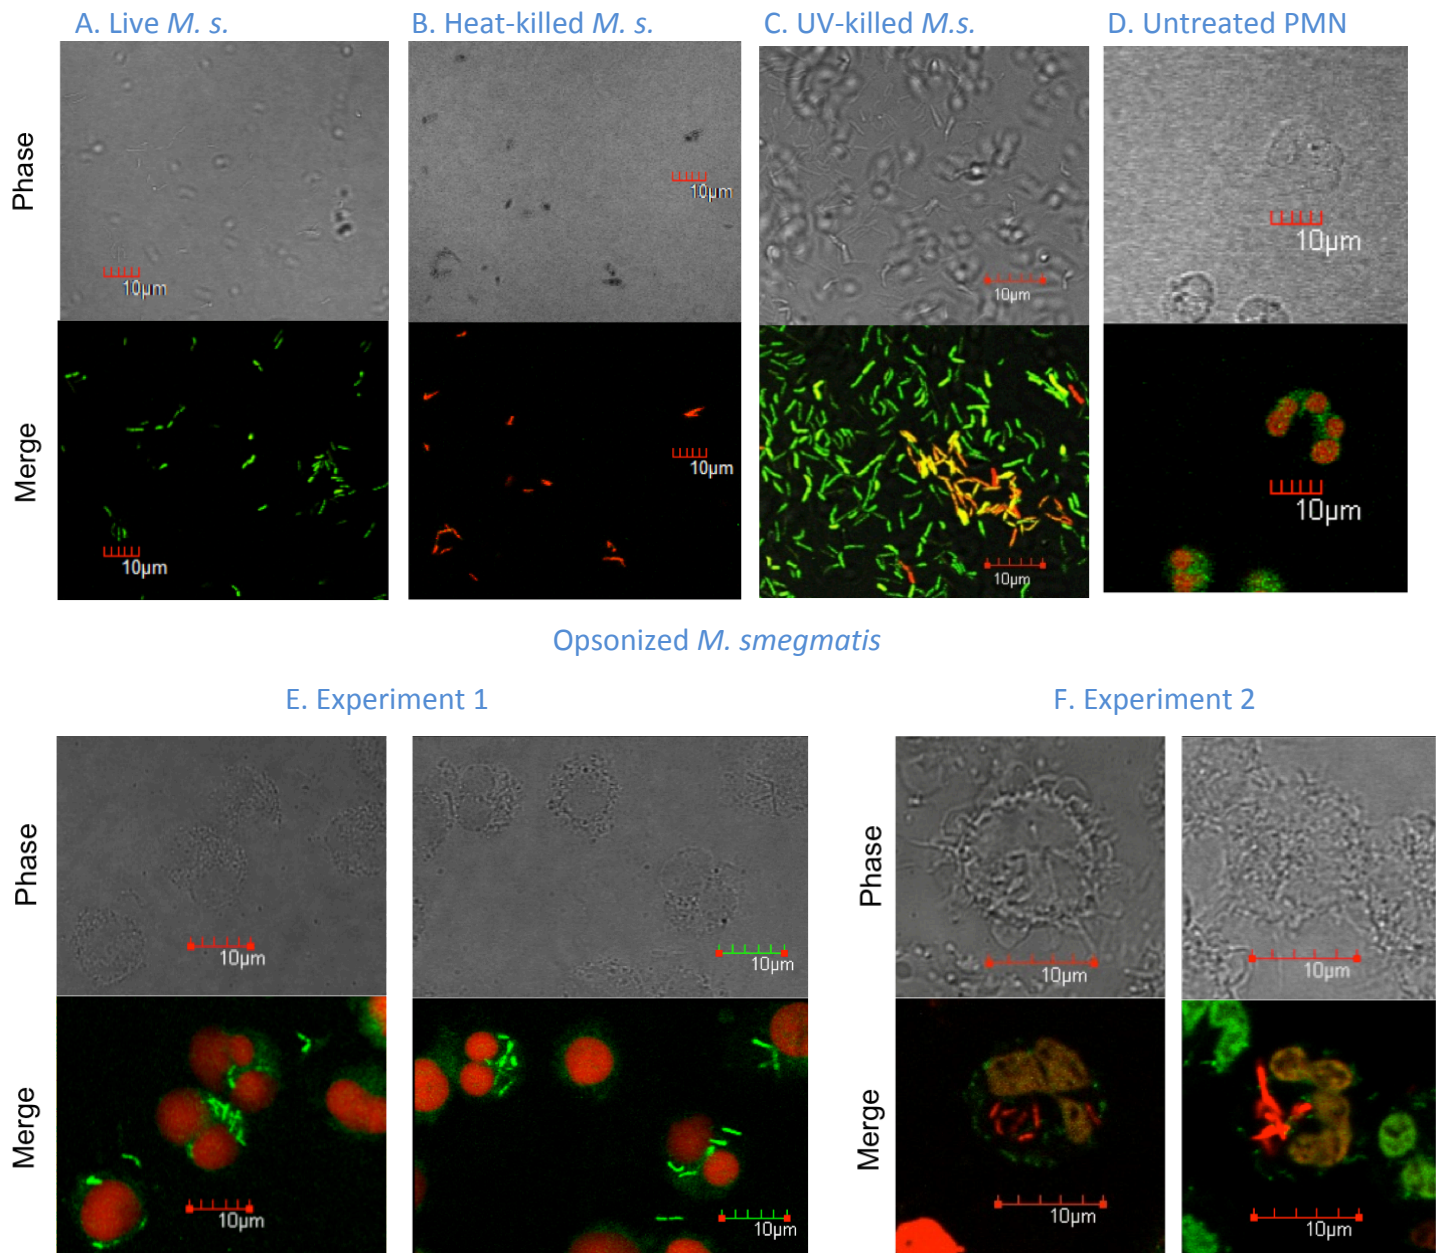 A. Live M. s.
B. Heat-killed M. s.
C. UV-killed M.s.
D. Untreated PMN
Phase
10µm
10µm
10µm
10µm
Merge
10µm
10µm
10µm
10µm
Opsonized M. smegmatis
E. Experiment 1
F. Experiment 2
Phase
10µm
10µm
Phase
10µm
10µm
Merge
10µm
10µm
Merge
10µm
10µm